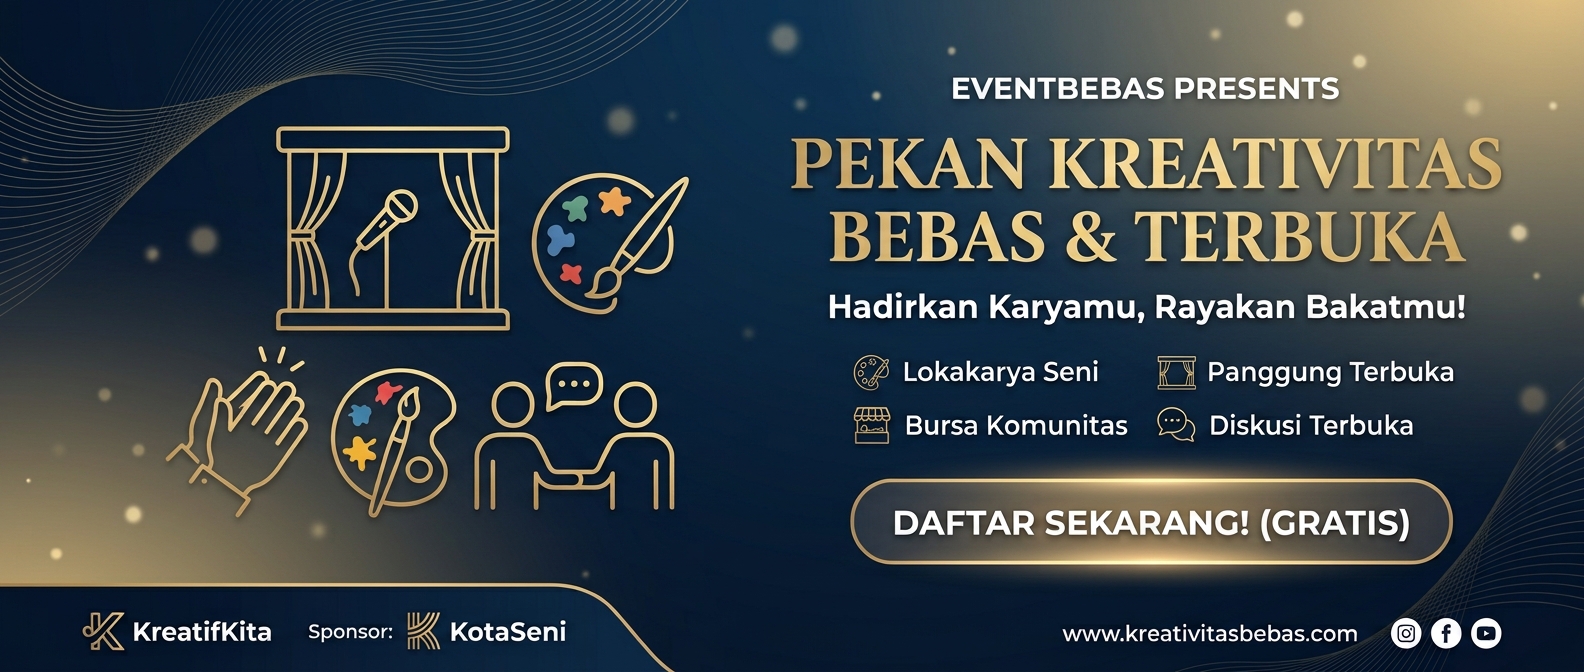 EVENTBEBAS PRESENTS
PEKAN KREATIVITAS
BEBAS & TERBUKA
Hadirkan Karyamu, Rayakan Bakatmu!
Lokakarya Seni
Panggung Terbuka
Bursa Komunitas
Diskusi Terbuka
DAFTAR SEKARANG! (GRATIS)
KreatifKita
Sponsor: KotaSeni
www.kreativitasbebas.com